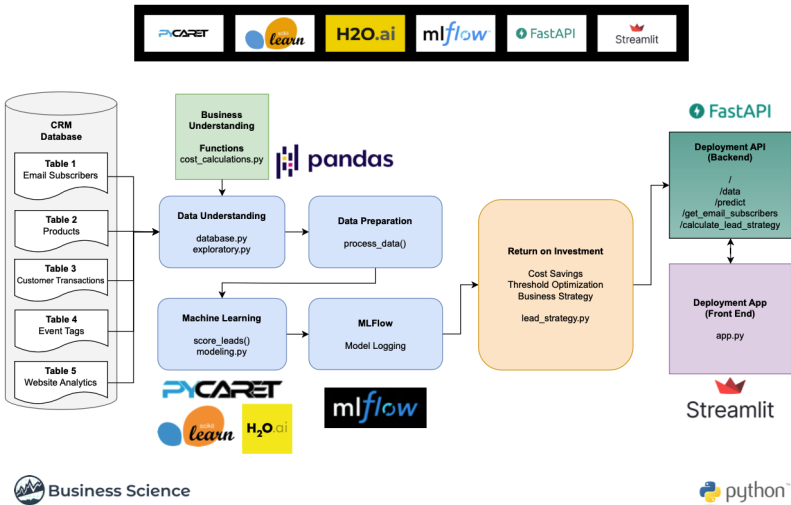 PYCARET
scikit
learn
H2O.ai
mlflow
FastAPI
Streamlit
CRM
Database
Table 1
Email Subscribers
Table 2
Products
Table 3
Customer Transactions
Table 4
Event Tags
Table 5
Website Analytics
Business
Understanding
Functions
cost_calculations.py
pandas
Data Understanding
database.py
exploratory.py
Data Preparation
process_data()
Machine Learning
score_leads()
modeling.py
MLFlow
Model Logging
PYCARET
scikit
learn
H2O.ai
mlflow
Return on Investment
Cost Savings
Threshold Optimization
Business Strategy
lead_strategy.py
FastAPI
Deployment API
(Backend)
/
/data
/predict
/get_email_subscribers
/calculate_lead_strategy
Deployment App
(Front End)
app.py
Streamlit
Business Science
python™